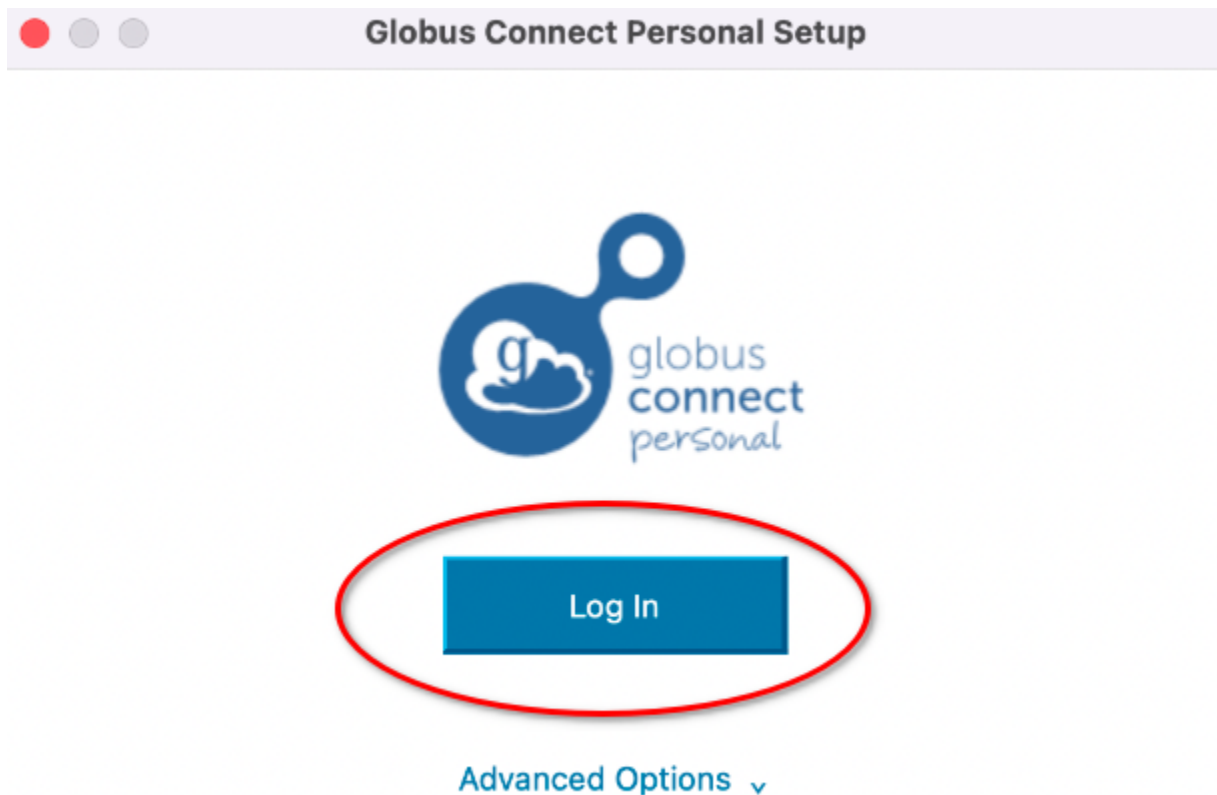 Globus Connect Personal Setup
g
globus
connect
personal
Log In
Advanced Options